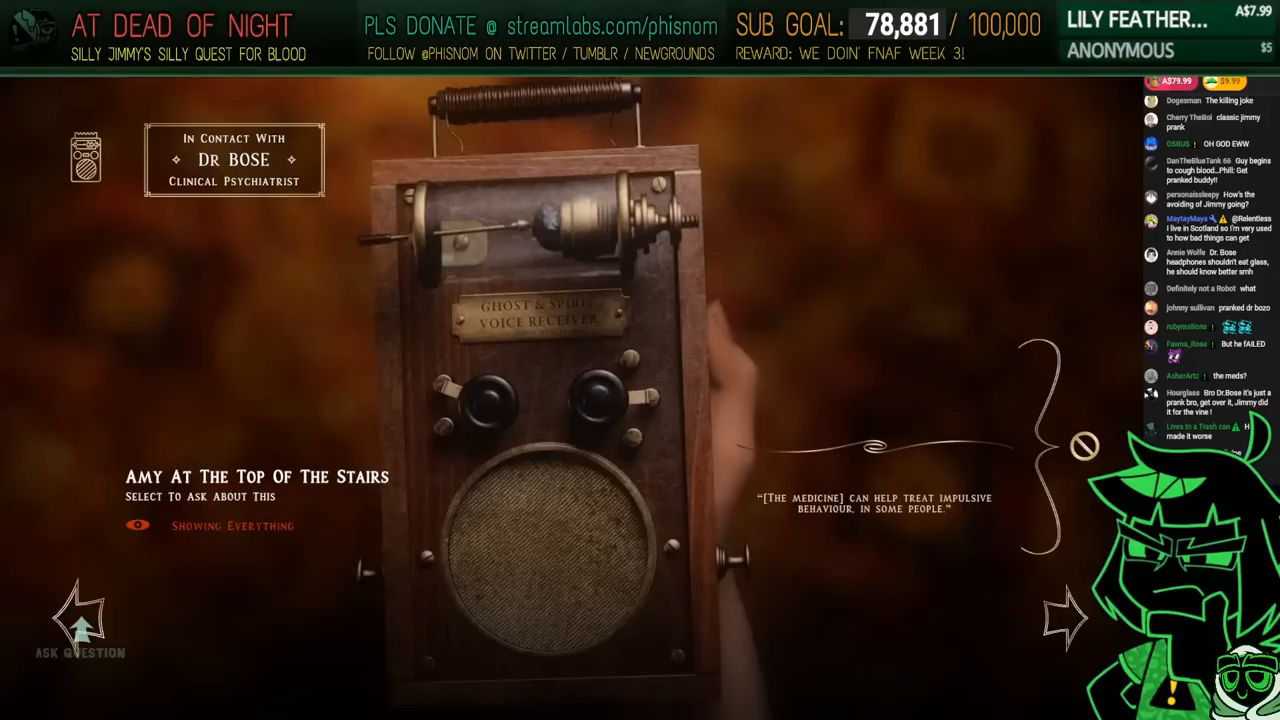 AT DEAD OF NIGHT
SILLY JIMMY'S SILLY QUEST FOR BLOOD
PLS DONATE @ streamlabs.com/phisnom
FOLLOW @PHISNOM ON TWITTER / TUMBLR / NEWGROUNDS
SUB GOAL: 78,881 / 100,000
REWARD: WE DOIN' FNAF WEEK 3!
LILY FEATHER... A$7.99
ANONYMOUS $5
A$79.99 $9.99
Dogesman The killing joke
Cherry TheBoi classic jimmy
prank
OSBUS OH GOD EWW
DanTheBlueTank 66 Guy begins
to cough blood...Phill: Get
pranked buddy!!
personaissleepy How's the
avoiding of Jimmy going?
MaytayMaya @Relentless
I live in Scotland so I'm very used
to how bad things can get
Annie Wolfe Dr. Bose
headphones shouldn't eat glass,
he should know better smh
Definitely not a Robot what
johnny sullivan pranked dr bozo
rubymations
Fawna_Rose But he fAILED
AsherArtz the meds?
Hourglass Bro Dr.Bose it's just a
prank bro, get over it, Jimmy did
it for the vine !
Lives In a Trash can H
made it worse
IN CONTACT WITH
DR BOSE
CLINICAL PSYCHIATRIST
GHOST & SPIRIT
VOICE RECEIVER
AMY AT THE TOP OF THE STAIRS
SELECT TO ASK ABOUT THIS
SHOWING EVERYTHING
"[THE MEDICINE] CAN HELP TREAT IMPULSIVE
BEHAVIOUR, IN SOME PEOPLE."
ASK QUESTION